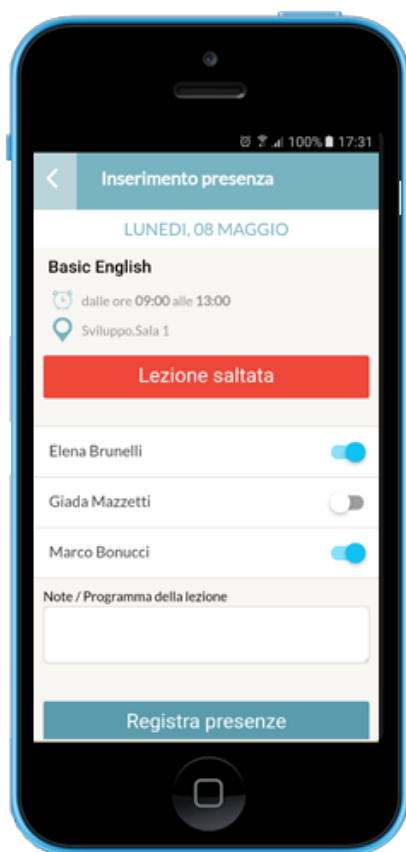 100% 17:31
Inserimento presenza
LUNEDI, 08 MAGGIO
Basic English
dalle ore 09:00 alle 13:00
Sviluppo.Sala 1
Lezione saltata
Elena Brunelli
Giada Mazzetti
Marco Bonucci
Note / Programma della lezione
Registra presenze